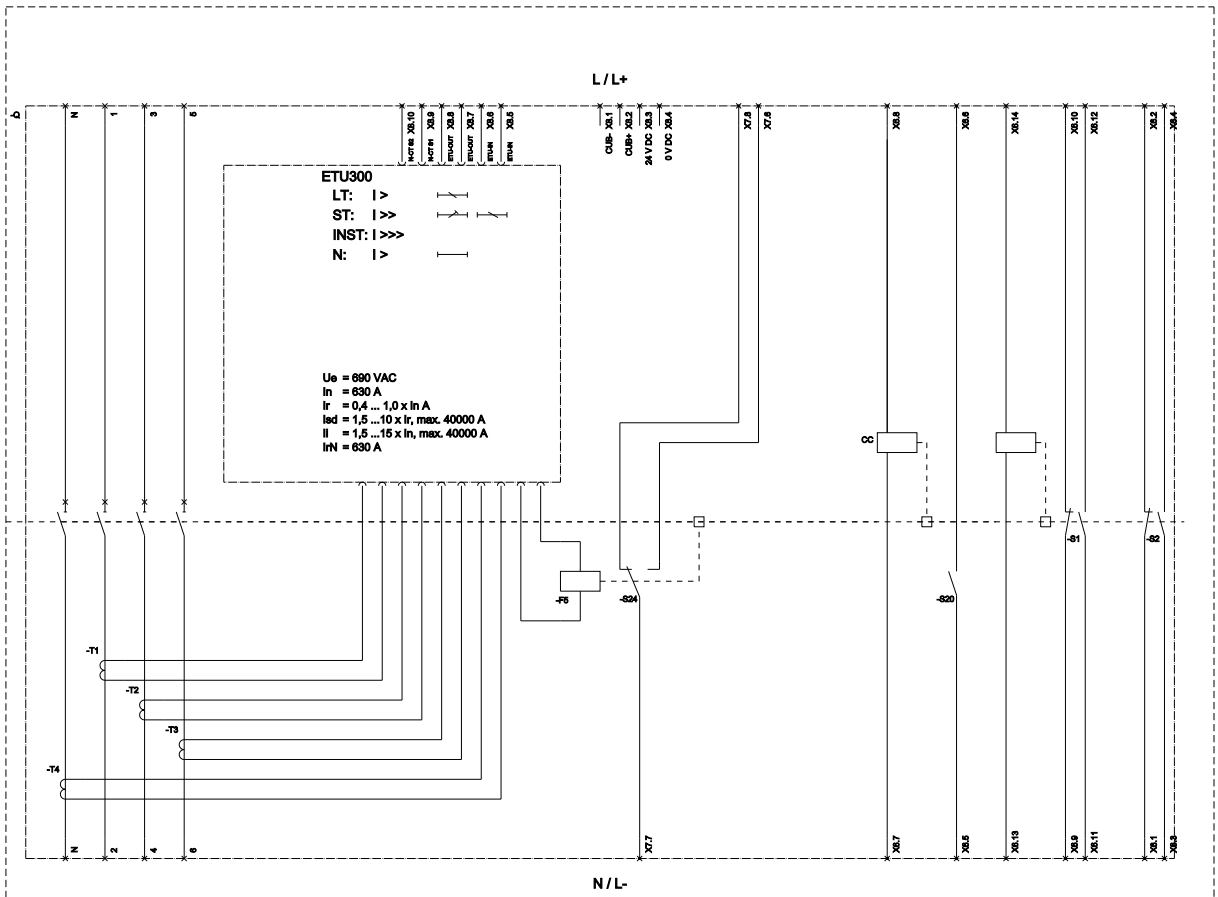 L / L+
N
1
3
5
X8.10
N-CT S2
X8.9
N-CT S1
X8.8
ETU-OUT
X8.7
ETU-OUT
X8.6
ETU-IN
X8.5
ETU-IN
X8.1
CUB-
X8.2
CUB+
X8.3
24 V DC
X8.4
0 V DC
X7.8
X7.6
X6.8
X6.6
X6.14
X6.10
X6.12
X6.2
X6.4
ETU300
LT: I >
ST: I >>
INST: I >>>
N: I >
Ue = 690 VAC
In = 630 A
Ir = 0,4 ... 1,0 x In A
Isd = 1,5 ...10 x Ir, max. 40000 A
Ii = 1,5 ...15 x In, max. 40000 A
IrN = 630 A
CC
-S1
-S2
-F5
-S24
-S20
-T1
-T2
-T3
-T4
N
2
4
6
X7.7
X6.7
X6.5
X6.13
X6.9
X6.11
X6.1
X6.3
N / L-